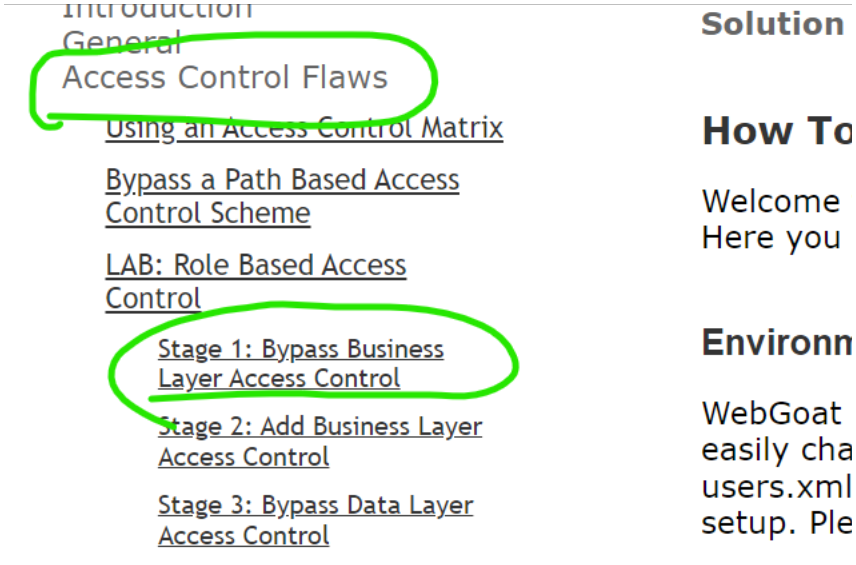 Introduction
General
Access Control Flaws
Using an Access Control Matrix
Bypass a Path Based Access
Control Scheme
LAB: Role Based Access
Control
Stage 1: Bypass Business
Layer Access Control
Stage 2: Add Business Layer
Access Control
Stage 3: Bypass Data Layer
Access Control
Solution
How To
Welcome
Here you
Environm
WebGoat
easily cha
users.xml
setup. Ple